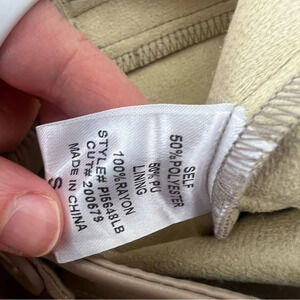 SELF
50%POLYESTER
50% PU
LINING
100%RAYON
STYLE# PI5648LB
CUT# 200679
MADE IN CHINA
S